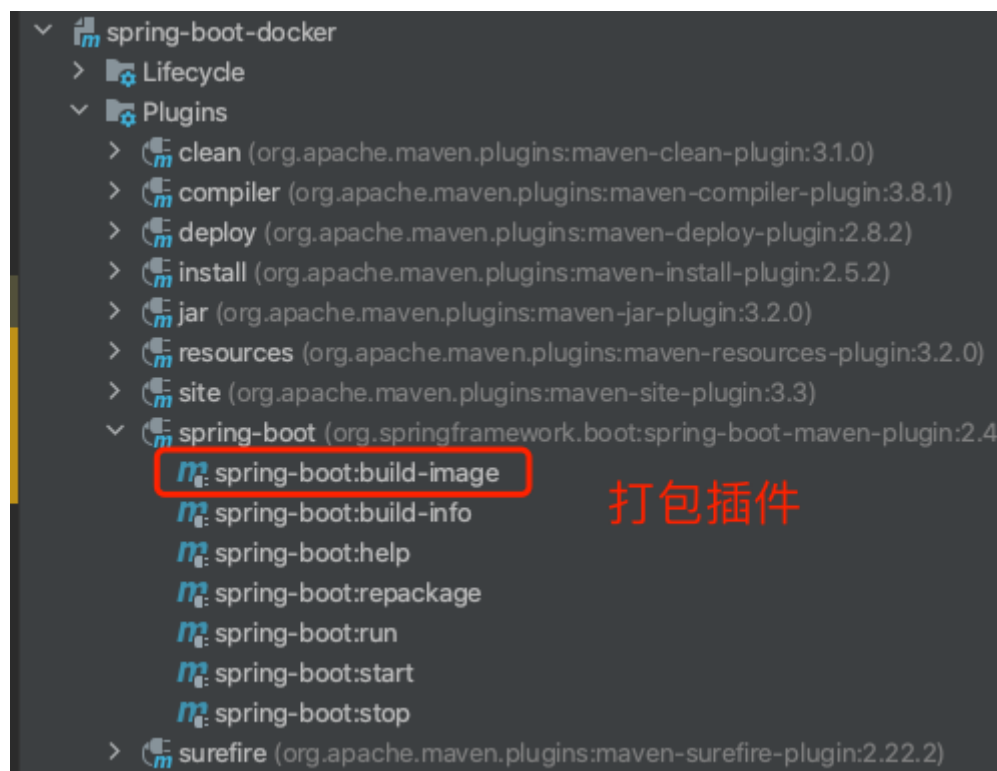 spring-boot-docker
Lifecycle
Plugins
clean (org.apache.maven.plugins:maven-clean-plugin:3.1.0)
compiler (org.apache.maven.plugins:maven-compiler-plugin:3.8.1)
deploy (org.apache.maven.plugins:maven-deploy-plugin:2.8.2)
install (org.apache.maven.plugins:maven-install-plugin:2.5.2)
jar (org.apache.maven.plugins:maven-jar-plugin:3.2.0)
resources (org.apache.maven.plugins:maven-resources-plugin:3.2.0)
site (org.apache.maven.plugins:maven-site-plugin:3.3)
spring-boot (org.springframework.boot:spring-boot-maven-plugin:2.4
spring-boot:build-image
打包插件
spring-boot:build-info
spring-boot:help
spring-boot:repackage
spring-boot:run
spring-boot:start
spring-boot:stop
surefire (org.apache.maven.plugins:maven-surefire-plugin:2.22.2)